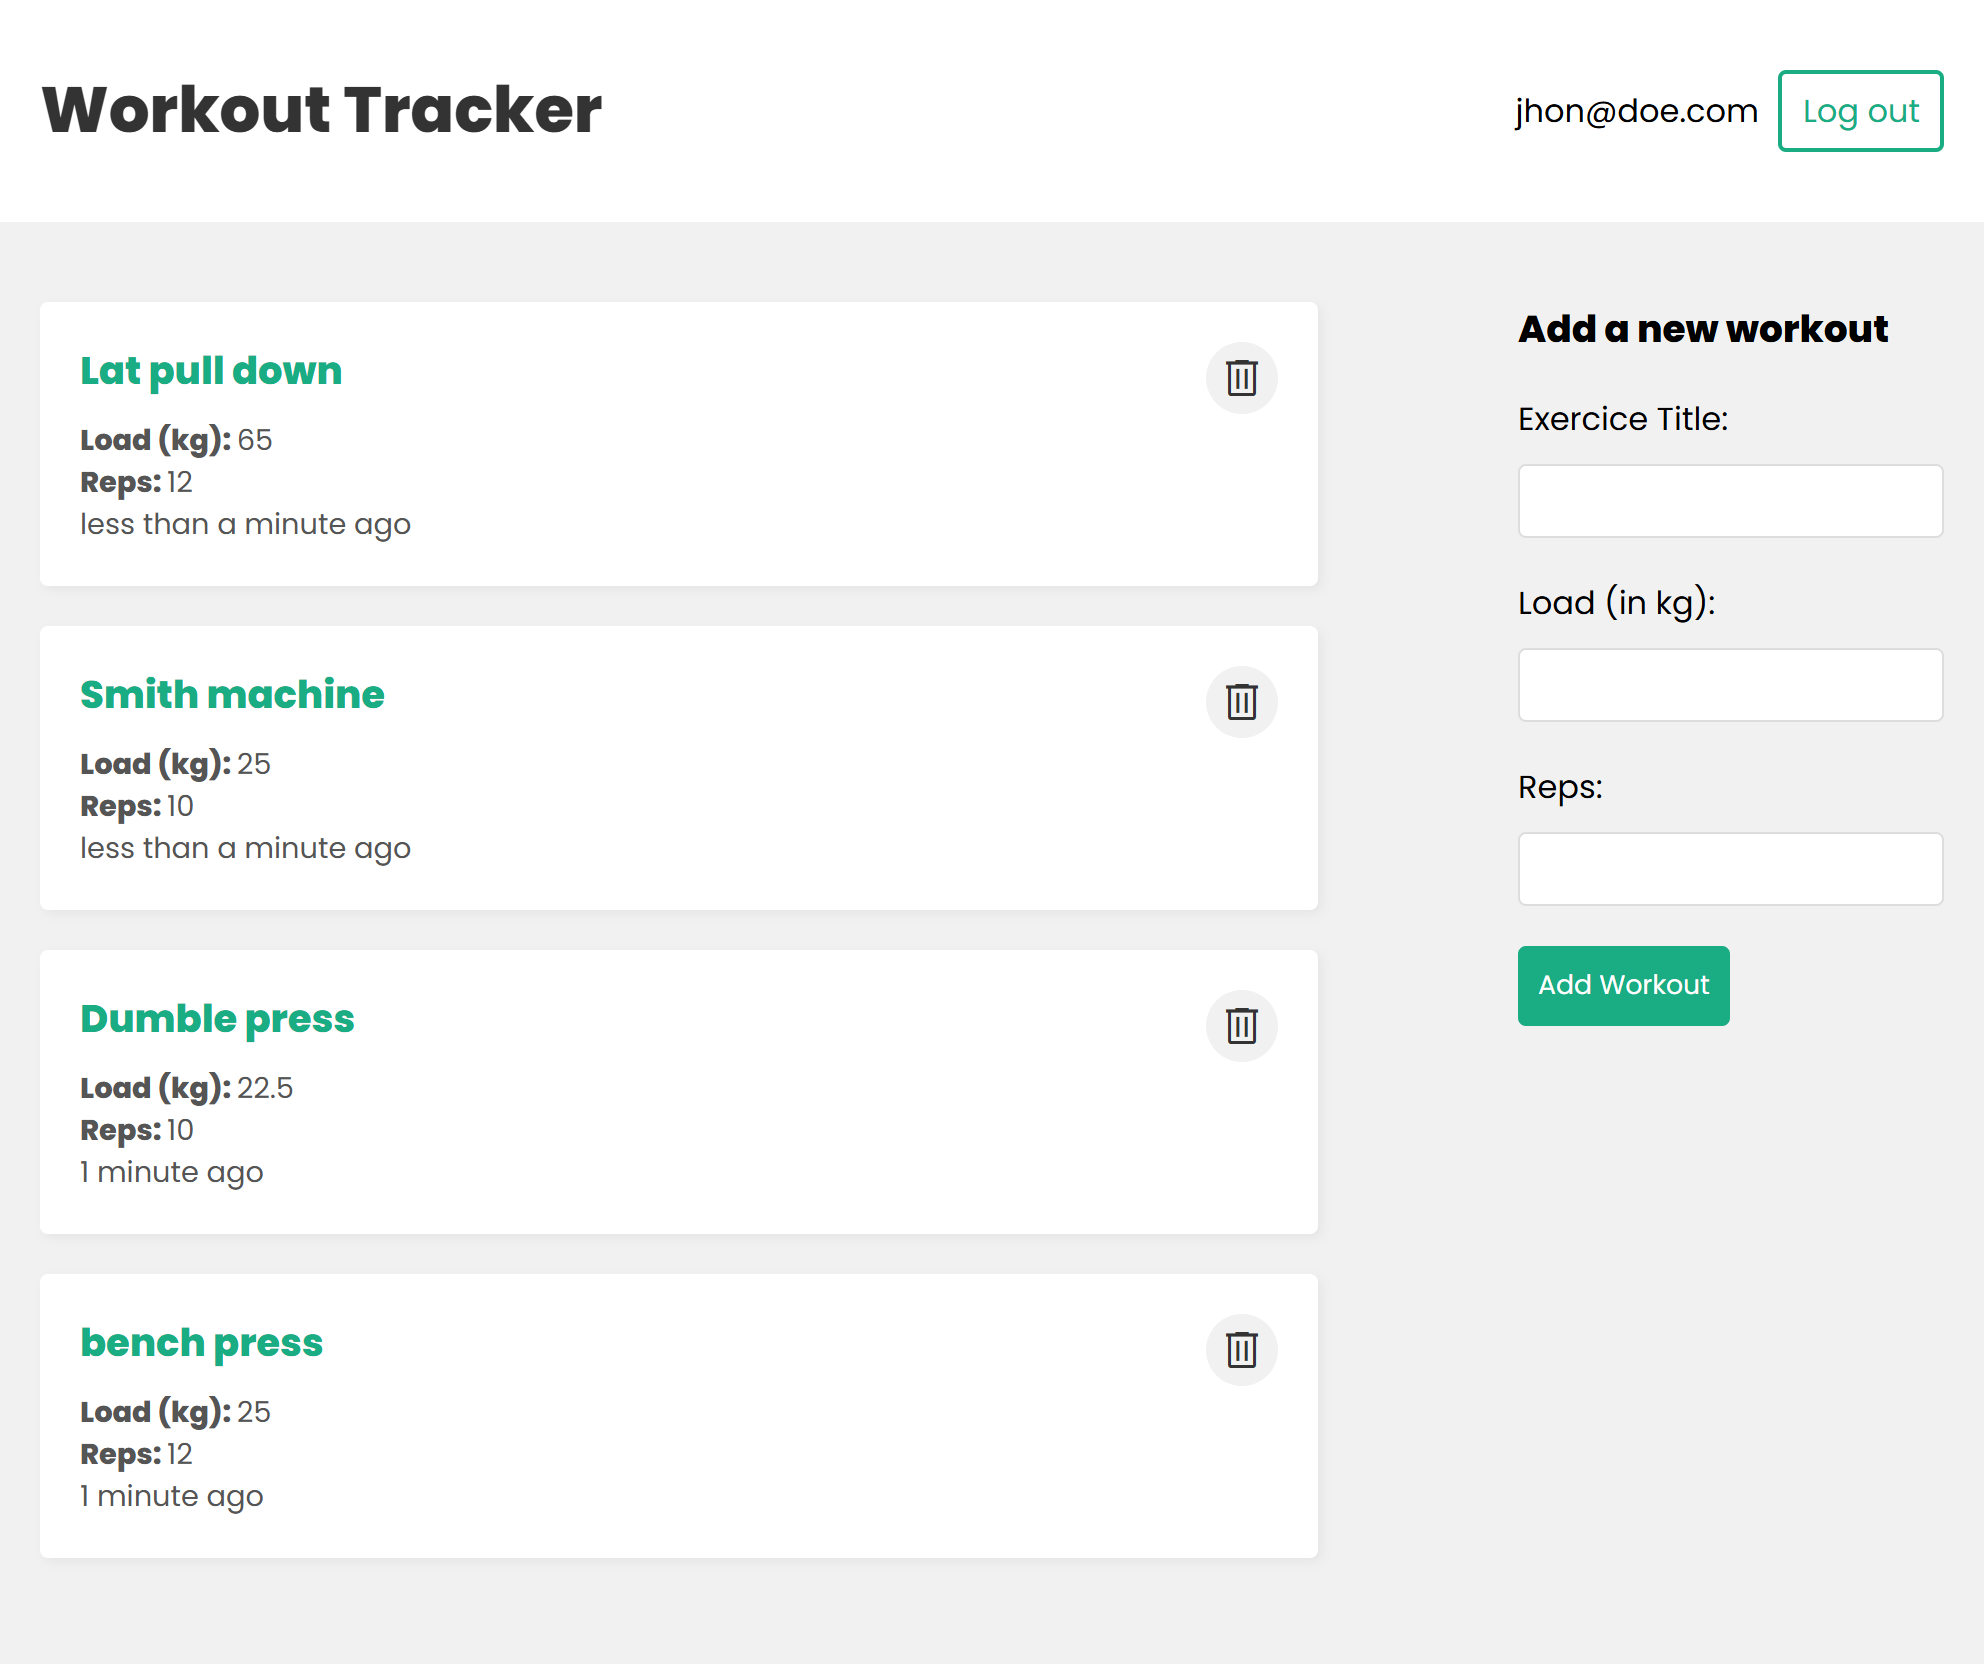 Workout Tracker
jhon@doe.com
Log out
Lat pull down
Load (kg): 65
Reps: 12
less than a minute ago
Smith machine
Load (kg): 25
Reps: 10
less than a minute ago
Dumble press
Load (kg): 22.5
Reps: 10
1 minute ago
bench press
Load (kg): 25
Reps: 12
1 minute ago
Add a new workout
Exercice Title:
Load (in kg):
Reps:
Add Workout